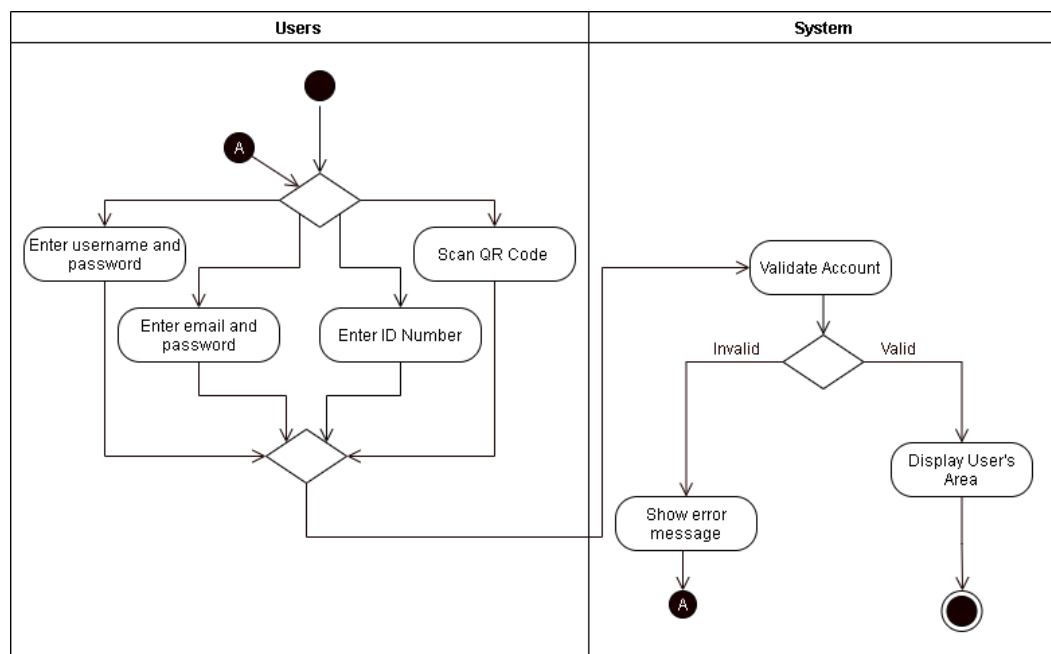 Users
System
A
Enter username and
password
Scan QR Code
Validate Account
Enter email and
password
Enter ID Number
Invalid
Valid
Display User's
Area
Show error
message
A